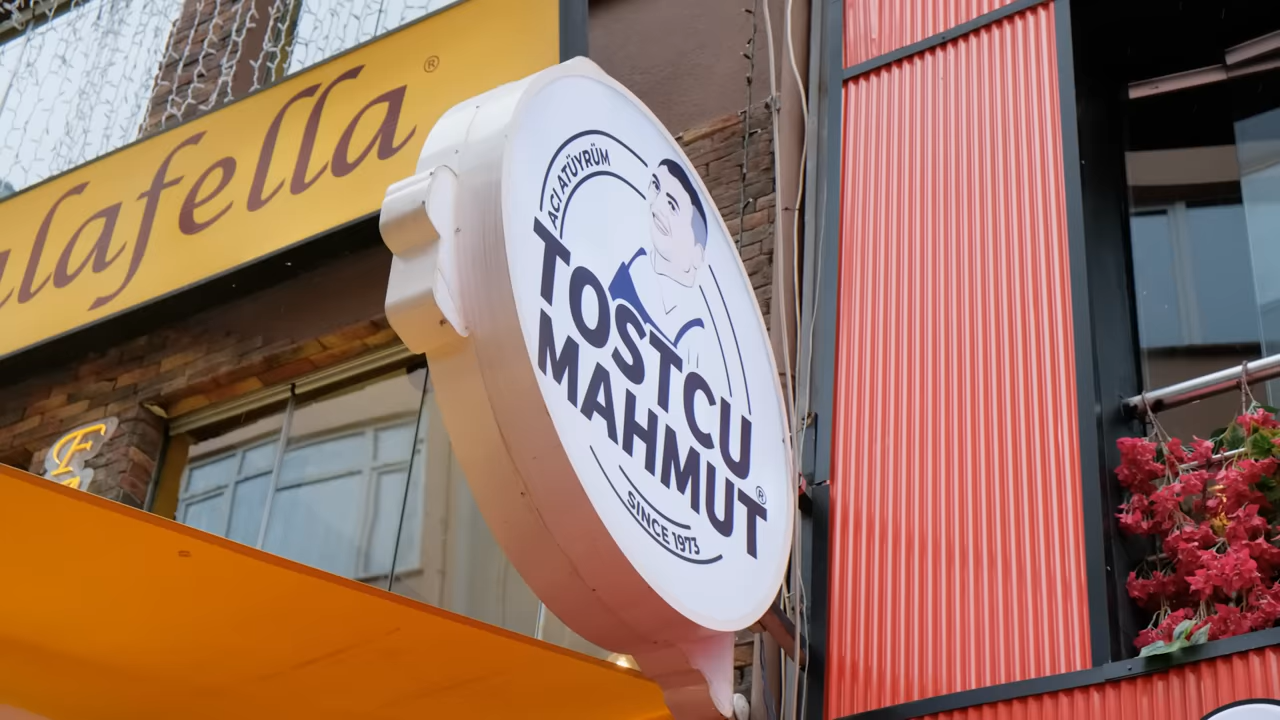 alafella®
ACI ATÜYRÜM
TOSTCU
MAHMUT®
SINCE 1973
F